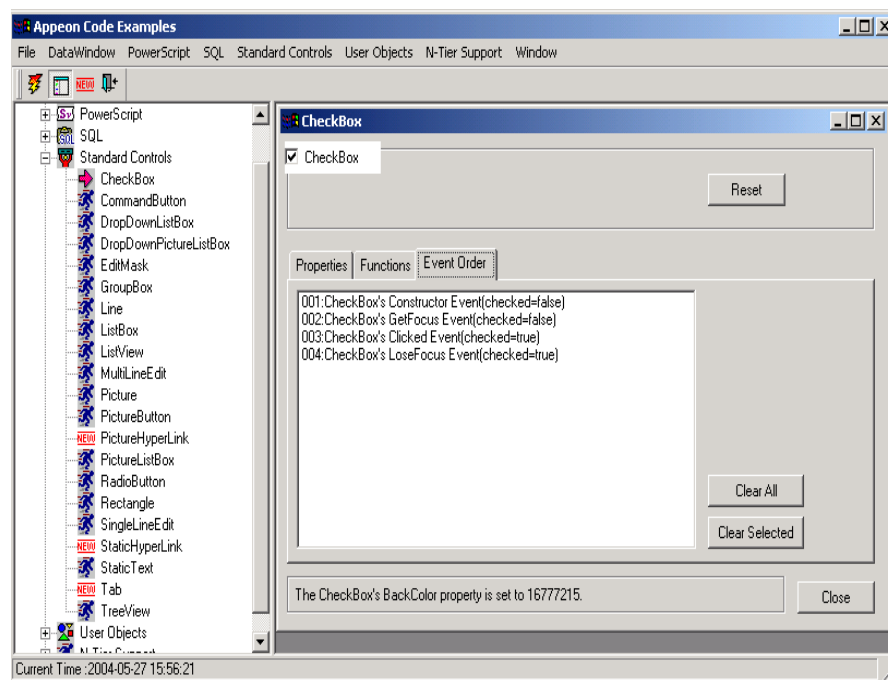 Appeon Code Examples
File DataWindow PowerScript SQL Standard Controls User Objects N-Tier Support Window
NEW
PowerScript
SQL
Standard Controls
CheckBox
CommandButton
DropDownListBox
DropDownPictureListBox
EditMask
GroupBox
Line
ListBox
ListView
MultiLineEdit
Picture
PictureButton
NEW PictureHyperLink
PictureListBox
RadioButton
Rectangle
SingleLineEdit
NEW StaticHyperLink
StaticText
NEW Tab
TreeView
User Objects
CheckBox
CheckBox
Reset
Properties Functions Event Order
001:CheckBox's Constructor Event(checked=false)
002:CheckBox's GetFocus Event(checked=false)
003:CheckBox's Clicked Event(checked=true)
004:CheckBox's LoseFocus Event(checked=true)
Clear All
Clear Selected
The CheckBox's BackColor property is set to 16777215.
Close
Current Time :2004-05-27 15:56:21